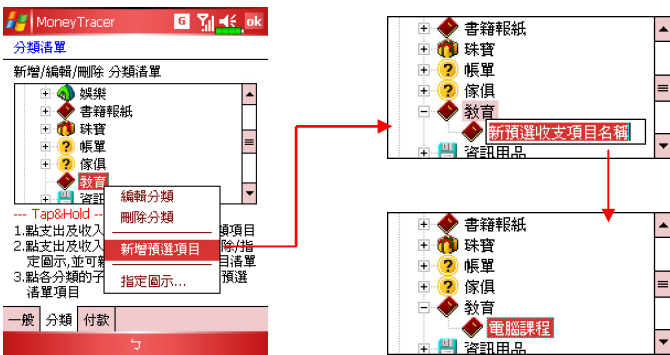 MoneyTracer G ok
分類清單
新增/編輯/刪除 分類清單
娛樂
書籍報紙
珠寶
帳單
傢俱
教育
資訊
編輯分類
刪除分類
新增預選項目
指定圖示...
--- Tap&Hold --
1.點支出及收入 類項目
2.點支出及收入 除/指
定圖示,並可新 目清單
3.點各分類的子 預選
清單項目
一般 分類 付款
書籍報紙
珠寶
帳單
傢俱
教育
新預選收支項目名稱
資訊用品
書籍報紙
珠寶
帳單
傢俱
教育
電腦課程
資訊用品